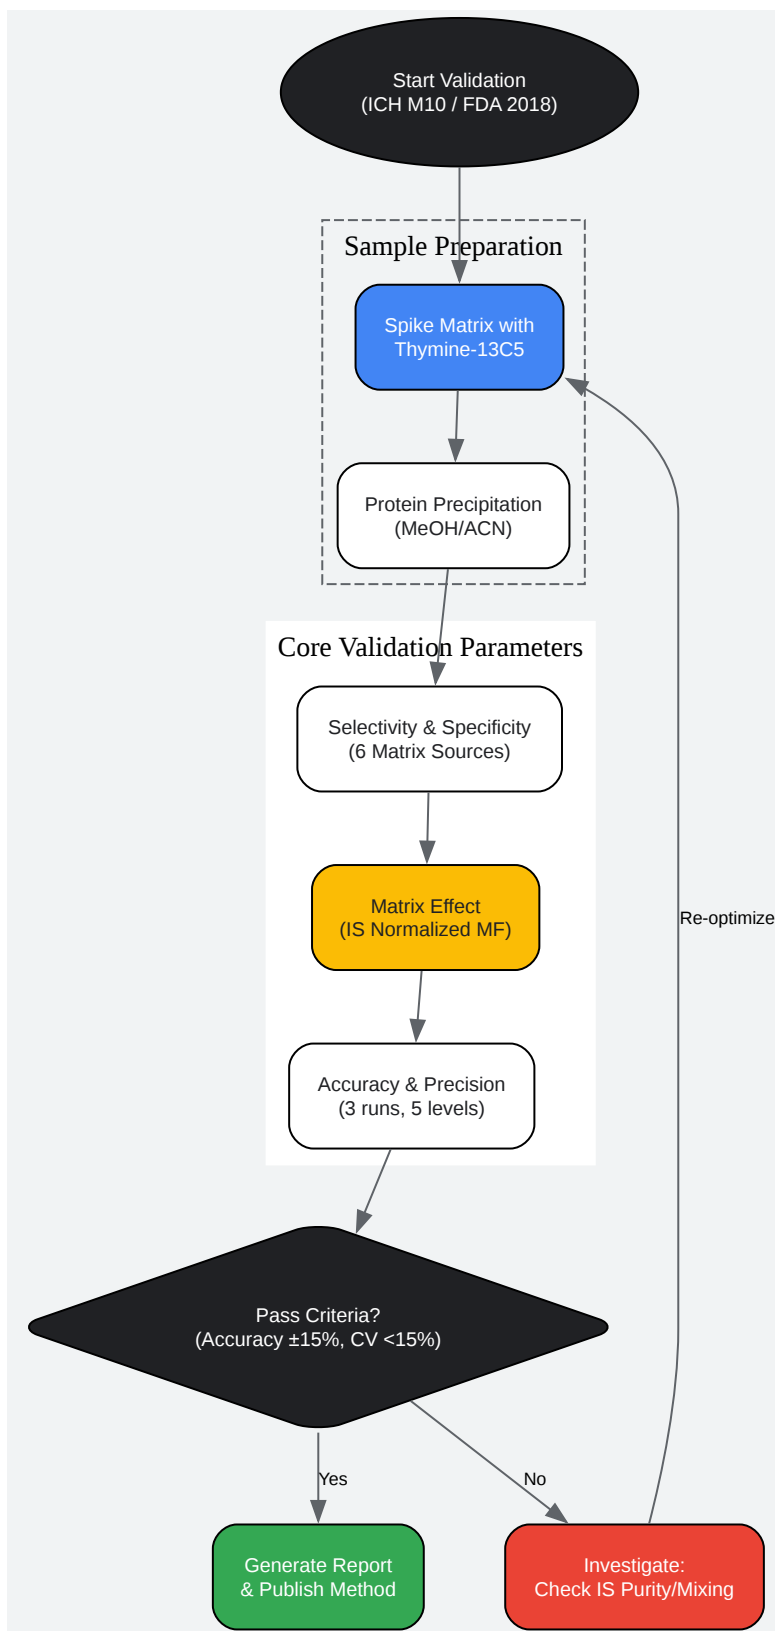 Start Validation
(ICH M10 / FDA 2018)
Sample Preparation
Spike Matrix with
Thymine-13C5
Protein Precipitation
(MeOH/ACN)
Core Validation Parameters
Selectivity & Specificity
(6 Matrix Sources)
Matrix Effect
(IS Normalized MF)
Re-optimize
Accuracy & Precision
(3 runs, 5 levels)
Pass Criteria?
(Accuracy ±15%, CV <15%)
Yes
No
Generate Report
& Publish Method
Investigate:
Check IS Purity/Mixing